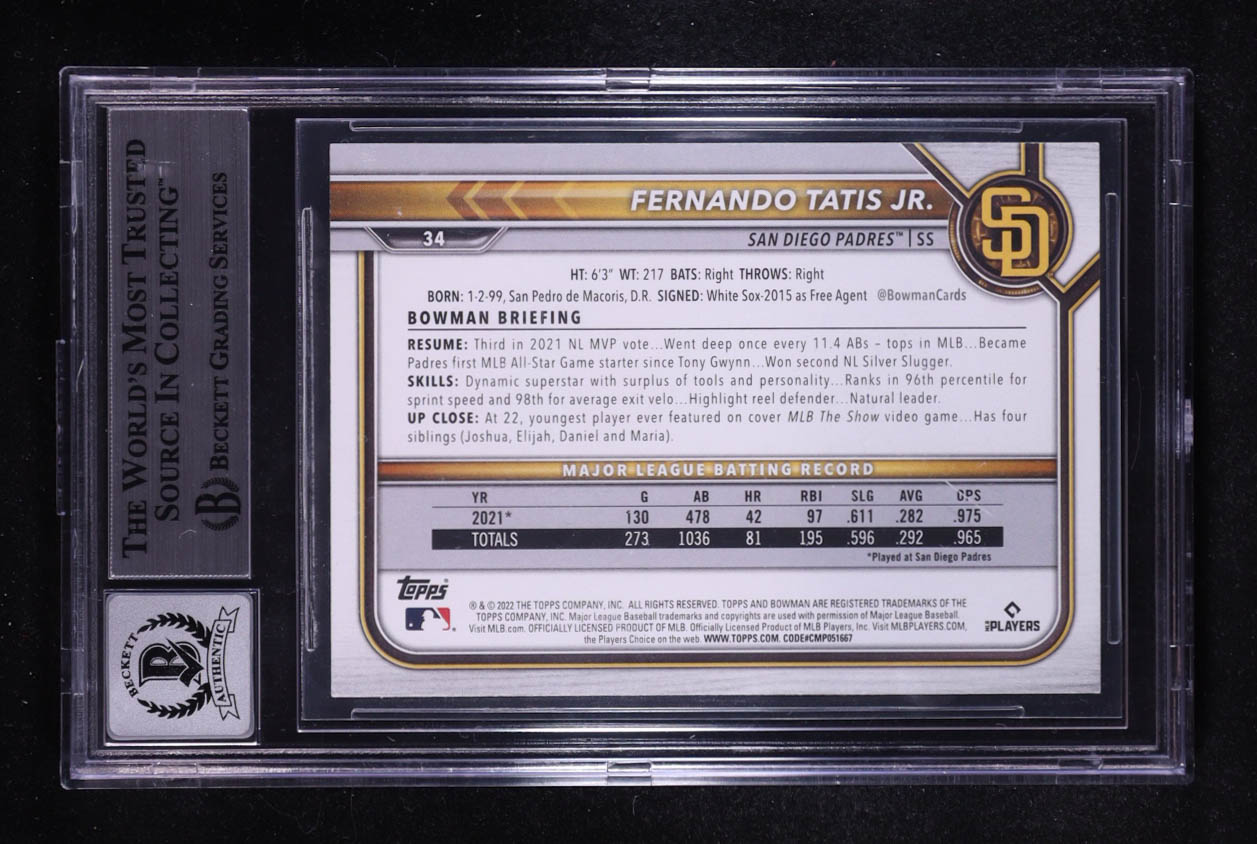 THE WORLD'S MOST TRUSTED
SOURCE IN COLLECTING™
BECKETT GRADING SERVICES
BECKETT
AUTHENTIC
FERNANDO TATIS JR.
SD
34
SAN DIEGO PADRES™ | SS
HT: 6'3" WT: 217 BATS: Right THROWS: Right
BORN: 1-2-99, San Pedro de Macoris, D.R. SIGNED: White Sox-2015 as Free Agent @BowmanCards
BOWMAN BRIEFING
RESUME: Third in 2021 NL MVP vote...Went deep once every 11.4 ABs – tops in MLB...Became
Padres first MLB All-Star Game starter since Tony Gwynn...Won second NL Silver Slugger.
SKILLS: Dynamic superstar with surplus of tools and personality...Ranks in 96th percentile for
sprint speed and 98th for average exit velo...Highlight reel defender...Natural leader.
UP CLOSE: At 22, youngest player ever featured on cover MLB The Show video game...Has four
siblings (Joshua, Elijah, Daniel and Maria).
MAJOR LEAGUE BATTING RECORD
YR G AB HR RBI SLG AVG OPS
2021* 130 478 42 97 .611 .282 .975
TOTALS 273 1036 81 195 .596 .292 .965
*Played at San Diego Padres
Topps
® & © 2022 THE TOPPS COMPANY, INC. ALL RIGHTS RESERVED. TOPPS AND BOWMAN ARE REGISTERED TRADEMARKS OF THE
TOPPS COMPANY, INC. Major League Baseball trademarks and copyrights are used with permission of Major League Baseball.
Visit MLB.com. OFFICIALLY LICENSED PRODUCT OF MLB. Officially Licensed Product of MLB Players, Inc. Visit MLBPLAYERS.COM,
the Players Choice on the web. WWW.TOPPS.COM. CODE#CMP051667
MLB PLAYERS